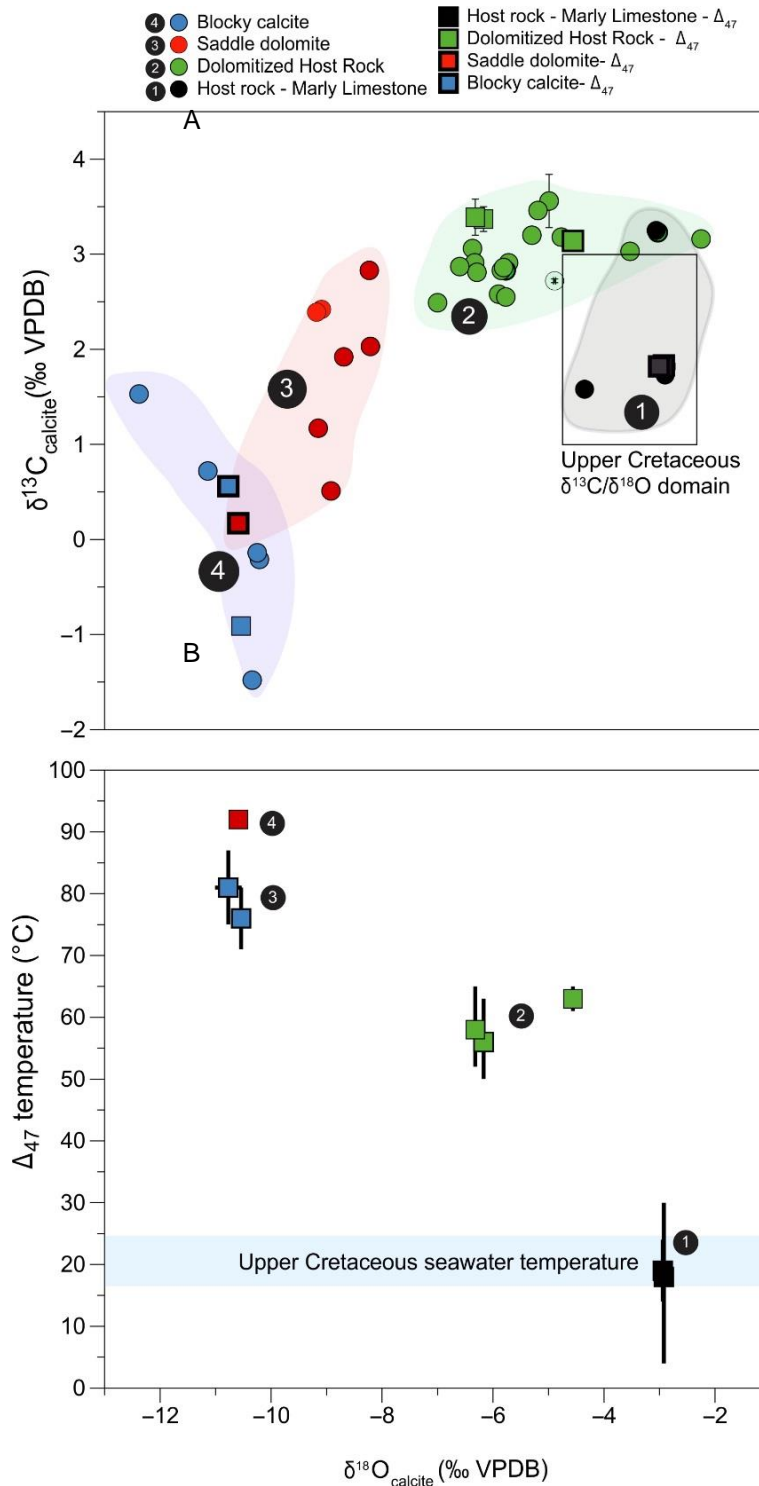 4 Blocky calcite
3 Saddle dolomite
2 Dolomitized Host Rock
1 Host rock - Marly Limestone
Host rock - Marly Limestone - Δ47
Dolomitized Host Rock - Δ47
Saddle dolomite- Δ47
Blocky calcite- Δ47
A
4
3
2
1
0
−1
−2
δ13Ccalcite(‰ VPDB)
2
3
1
4
*
Upper Cretaceous
δ13C/δ18O domain
B
100
90
80
70
60
50
40
30
20
10
0
Δ47 temperature (°C)
4
3
2
1
Upper Cretaceous seawater temperature
−12
−10
−8
−6
−4
−2
δ18Ocalcite (‰ VPDB)